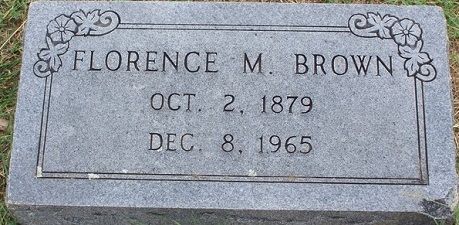 FLORENCE M. BROWN
OCT. 2, 1879
DEC. 8, 1965